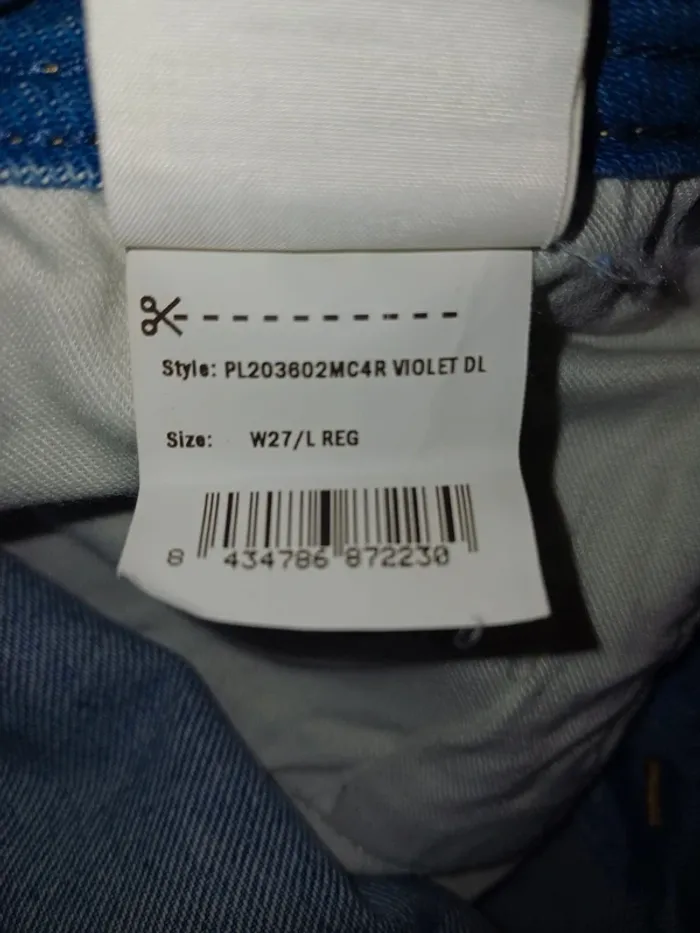 Style: PL203602MC4R VIOLET DL
Size: W27/L REG
8 434786 872230